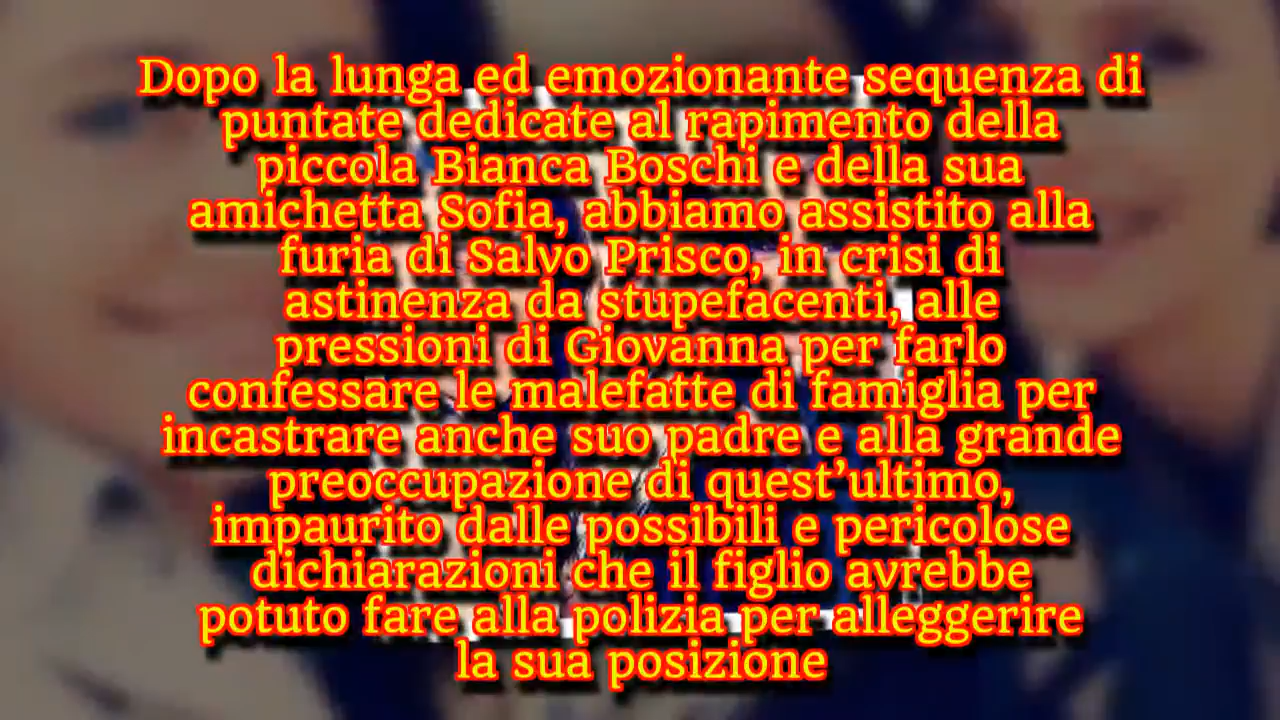 Dopo la lunga ed emozionante sequenza di
puntate dedicate al rapimento della
piccola Bianca Boschi e della sua
amichetta Sofia, abbiamo assistito alla
furia di Salvo Prisco, in crisi di
astinenza da stupefacenti, alle
pressioni di Giovanna per farlo
confessare le malefatte di famiglia per
incastrare anche suo padre e alla grande
preoccupazione di quest’ultimo,
impaurito dalle possibili e pericolose
dichiarazioni che il figlio avrebbe
potuto fare alla polizia per alleggerire
la sua posizione